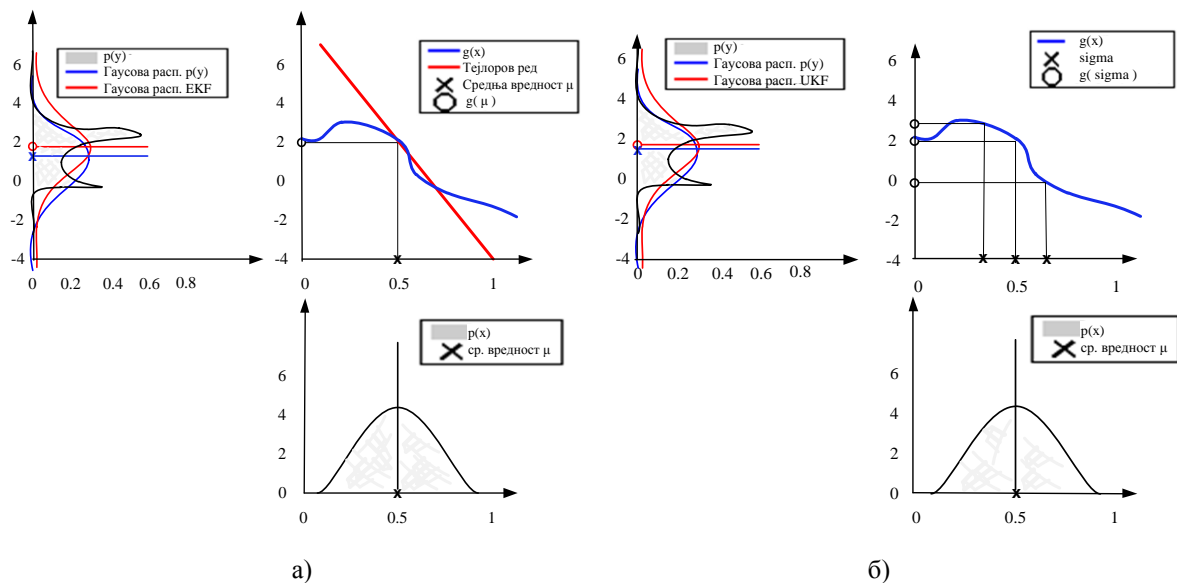 6
4
2
0
-2
-4
0
0.2
0.4
0.6
0.8
p(y)
Гаусова расп. p(y)
Гаусова расп. EKF
6
4
2
0
-2
-4
0
0.5
1
g(x)
Тејлоров ред
Средња вредност μ
g( μ )
6
4
2
0
0
0.5
1
p(x)
ср. вредност μ
а)
6
4
2
0
-2
-4
0
0.2
0.4
0.6
0.8
p(y)
Гаусова расп. p(y)
Гаусова расп. UKF
6
4
2
0
-2
-4
0
0.5
1
g(x)
sigma
g( sigma )
6
4
2
0
0
0.5
1
p(x)
ср. вредност μ
б)